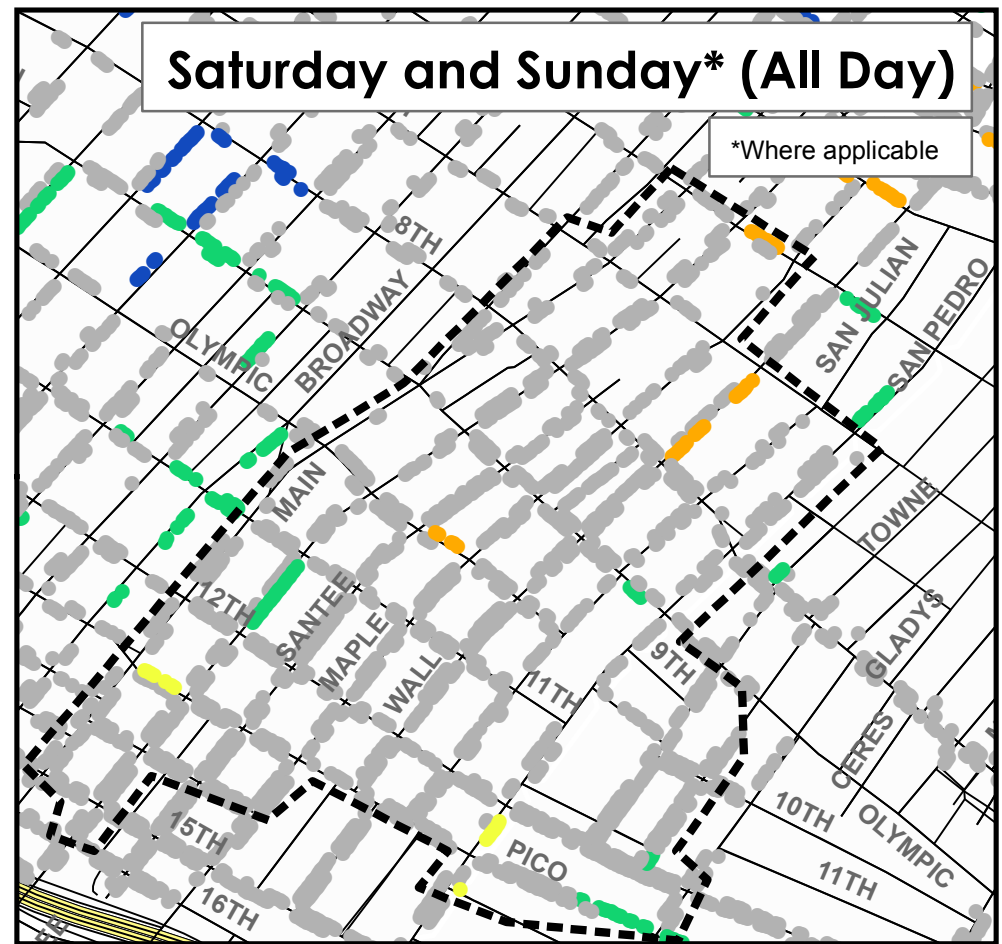 Saturday and Sunday* (All Day)
*Where applicable
8TH
SAN JULIAN
SAN PEDRO
BROADWAY
OLYMPIC
MAIN
TOWNE
12TH
SANTEE
MAPLE
WALL
11TH
9TH
GLADYS
CERES
10TH
OLYMPIC
15TH
PICO
11TH
16TH